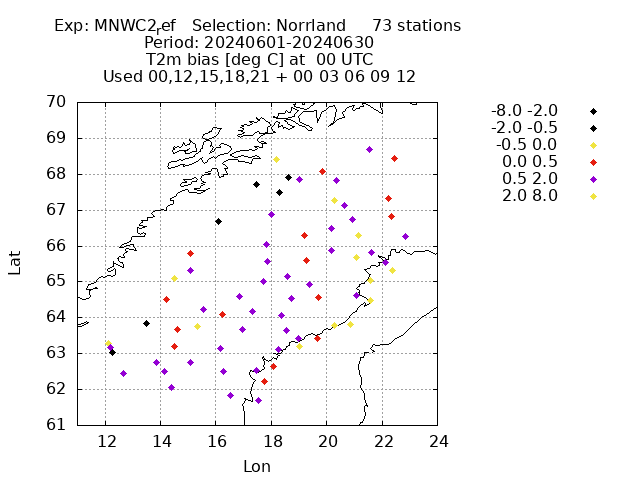 Exp: MNWC2ref Selection: Norrland 73 stations
Period: 20240601-20240630
T2m bias [deg C] at 00 UTC
Used 00,12,15,18,21 + 00 03 06 09 12
-8.0 -2.0
-2.0 -0.5
-0.5 0.0
0.0 0.5
0.5 2.0
2.0 8.0
70
69
68
67
66
65
64
63
62
61
Lat
12 14 16 18 20 22 24
Lon